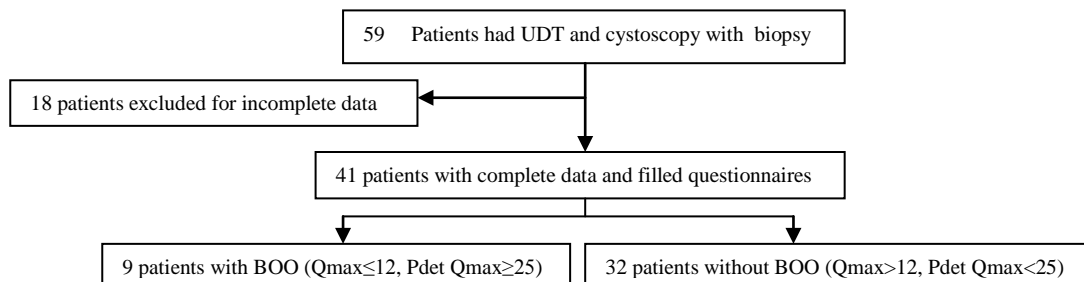 59 Patients had UDT and cystoscopy with biopsy
18 patients excluded for incomplete data
41 patients with complete data and filled questionnaires
9 patients with BOO (Qmax≤12, Pdet Qmax≥25)
32 patients without BOO (Qmax>12, Pdet Qmax<25)